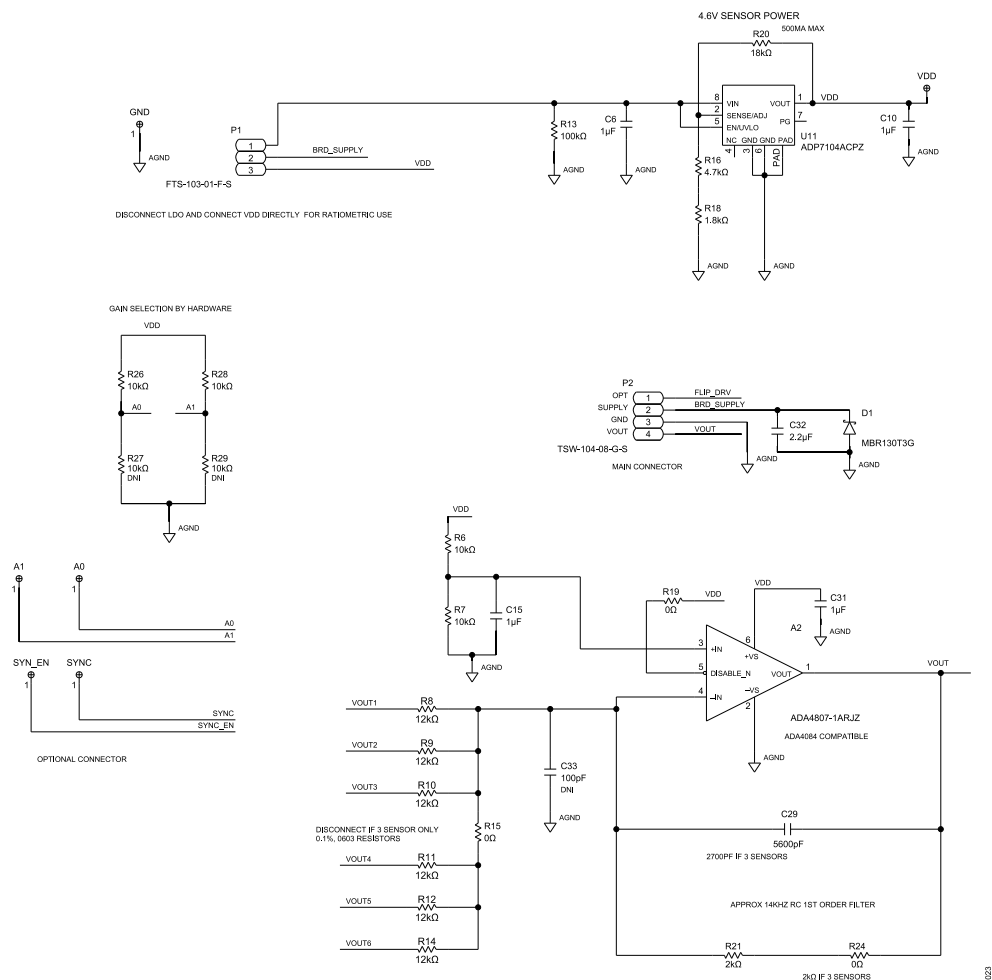 4.6V SENSOR POWER
R20
500MA MAX
18kΩ
VDD
GND
1
AGND
P1
1
2
3
BRD_SUPPLY
VDD
FTS-103-01-F-S
R13
100kΩ
AGND
C6
1µF
AGND
8
2
5
VIN
SENSE/ADJ
EN/UVLO
VOUT
PG
NC GND GND PAD
1
7
VDD
4
3
6
PAD
U11
ADP7104ACPZ
C10
1µF
AGND
R16
4.7kΩ
R18
1.8kΩ
AGND
AGND
DISCONNECT LDO AND CONNECT VDD DIRECTLY FOR RATIOMETRIC USE
GAIN SELECTION BY HARDWARE
VDD
R26
10kΩ
R28
10kΩ
A0
A1
R27
10kΩ
DNI
R29
10kΩ
DNI
AGND
P2
OPT
SUPPLY
GND
VOUT
1
2
3
4
FLIP_DRV
BRD_SUPPLY
VOUT
TSW-104-08-G-S
MAIN CONNECTOR
AGND
C32
2.2µF
D1
MBR130T3G
AGND
A1
1
A0
1
A0
A1
SYN_EN
1
SYNC
1
SYNC
SYNC_EN
OPTIONAL CONNECTOR
VDD
R6
10kΩ
R7
10kΩ
C15
1µF
AGND
R19
0Ω
VDD
VDD
C31
1µF
AGND
A2
3
5
4
+IN
DISABLE_N
–IN
6
+VS
VOUT
–VS
2
1
VOUT
ADA4807-1ARJZ
ADA4084 COMPATIBLE
AGND
VOUT1
R8
12kΩ
VOUT2
R9
12kΩ
VOUT3
R10
12kΩ
C33
100pF
DNI
AGND
DISCONNECT IF 3 SENSOR ONLY
0.1%, 0603 RESISTORS
R15
0Ω
VOUT4
R11
12kΩ
VOUT5
R12
12kΩ
VOUT6
R14
12kΩ
C29
5600pF
2700PF IF 3 SENSORS
APPROX 14KHZ RC 1ST ORDER FILTER
R21
2kΩ
R24
0Ω
2kΩ IF 3 SENSORS
023